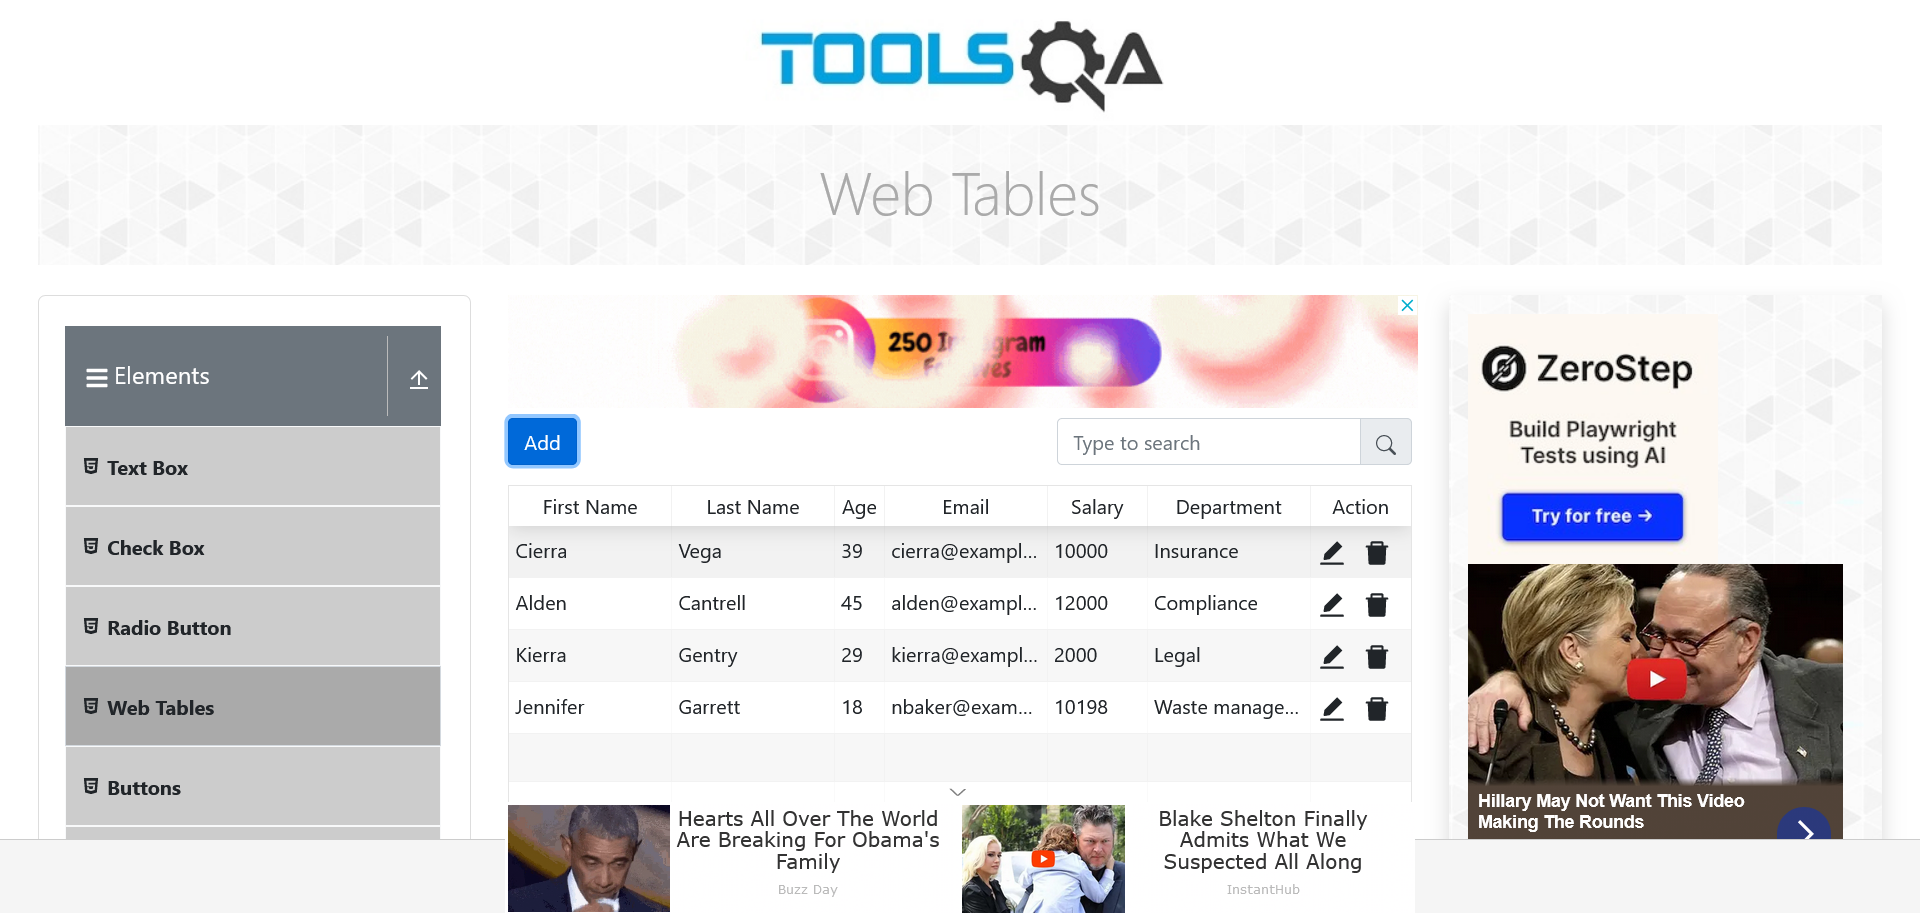 TOOLSQA
Web Tables
Elements
Text Box
Check Box
Radio Button
Web Tables
Buttons
250
Add
Type to search
First Name Last Name Age Email Salary Department Action
Cierra Vega 39 cierra@exampl... 10000 Insurance
Alden Cantrell 45 alden@exampl... 12000 Compliance
Kierra Gentry 29 kierra@exampl... 2000 Legal
Jennifer Garrett 18 nbaker@exam... 10198 Waste manage...
Hearts All Over The World
Are Breaking For Obama's
Family
Buzz Day
Blake Shelton Finally
Admits What We
Suspected All Along
InstantHub
ZeroStep
Build Playwright
Tests using AI
Try for free →
Hillary May Not Want This Video
Making The Rounds